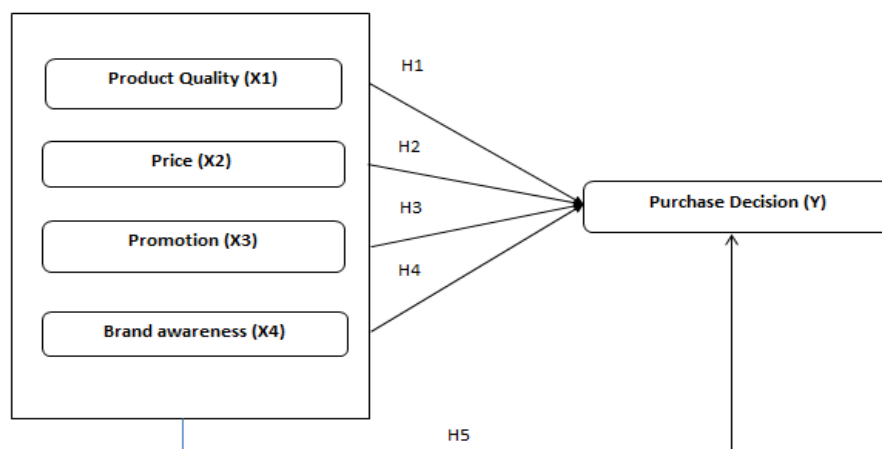 Product Quality (X1)
H1
Price (X2)
H2
Purchase Decision (Y)
H3
Promotion (X3)
H4
Brand awareness (X4)
H5